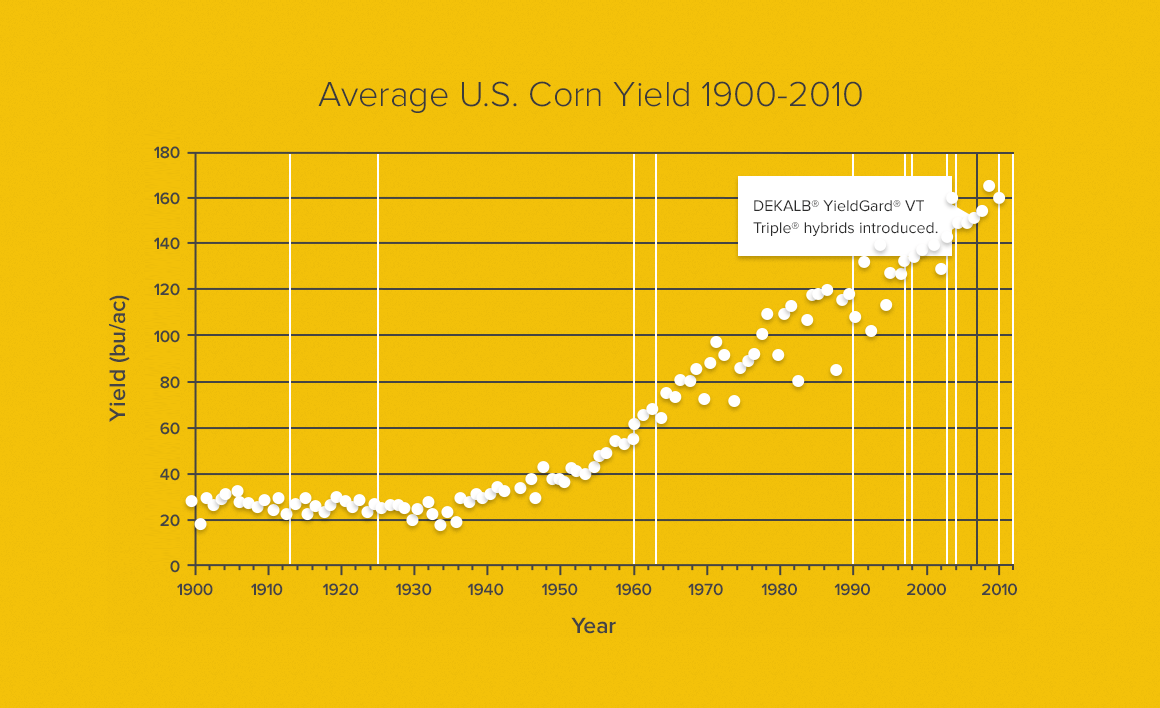 Average U.S. Corn Yield 1900-2010
180
160
DEKALB® YieldGard® VT
Triple® hybrids introduced.
140
120
100
80
60
40
20
0
Yield (bu/ac)
1900 1910 1920 1930 1940 1950 1960 1970 1980 1990 2000 2010
Year